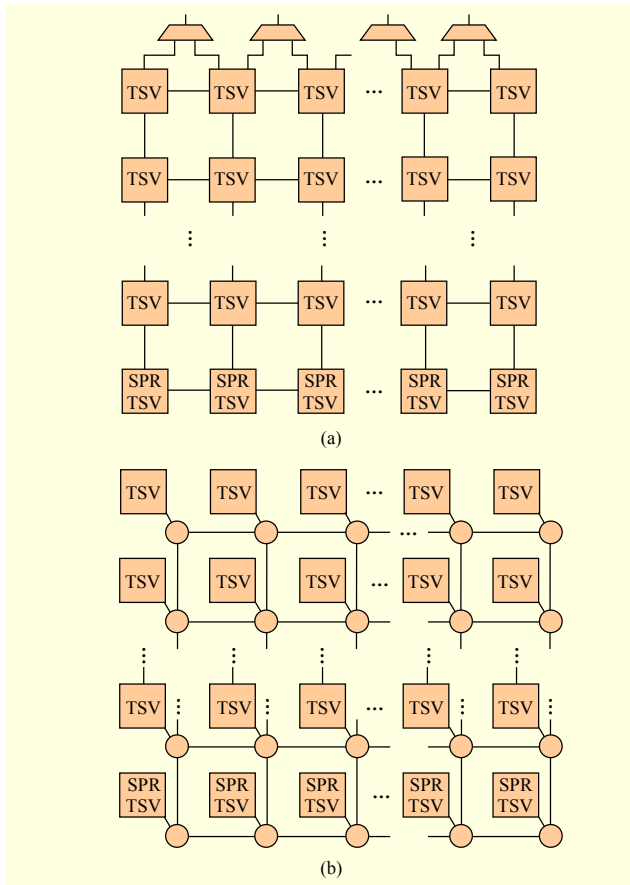 TSV TSV TSV ... TSV TSV
TSV TSV TSV ... TSV TSV
⋮ ⋮ ⋮
TSV TSV TSV ... TSV TSV
SPR SPR SPR SPR SPR
TSV TSV TSV ... TSV TSV
(a)
TSV TSV TSV ... TSV TSV
...
TSV TSV TSV ... TSV TSV
⋮ ⋮ ⋮ ⋮ ⋮
TSV ⋮ TSV ⋮ TSV ... TSV ⋮ TSV ⋮
SPR SPR SPR SPR SPR
TSV TSV TSV ... TSV TSV
(b)